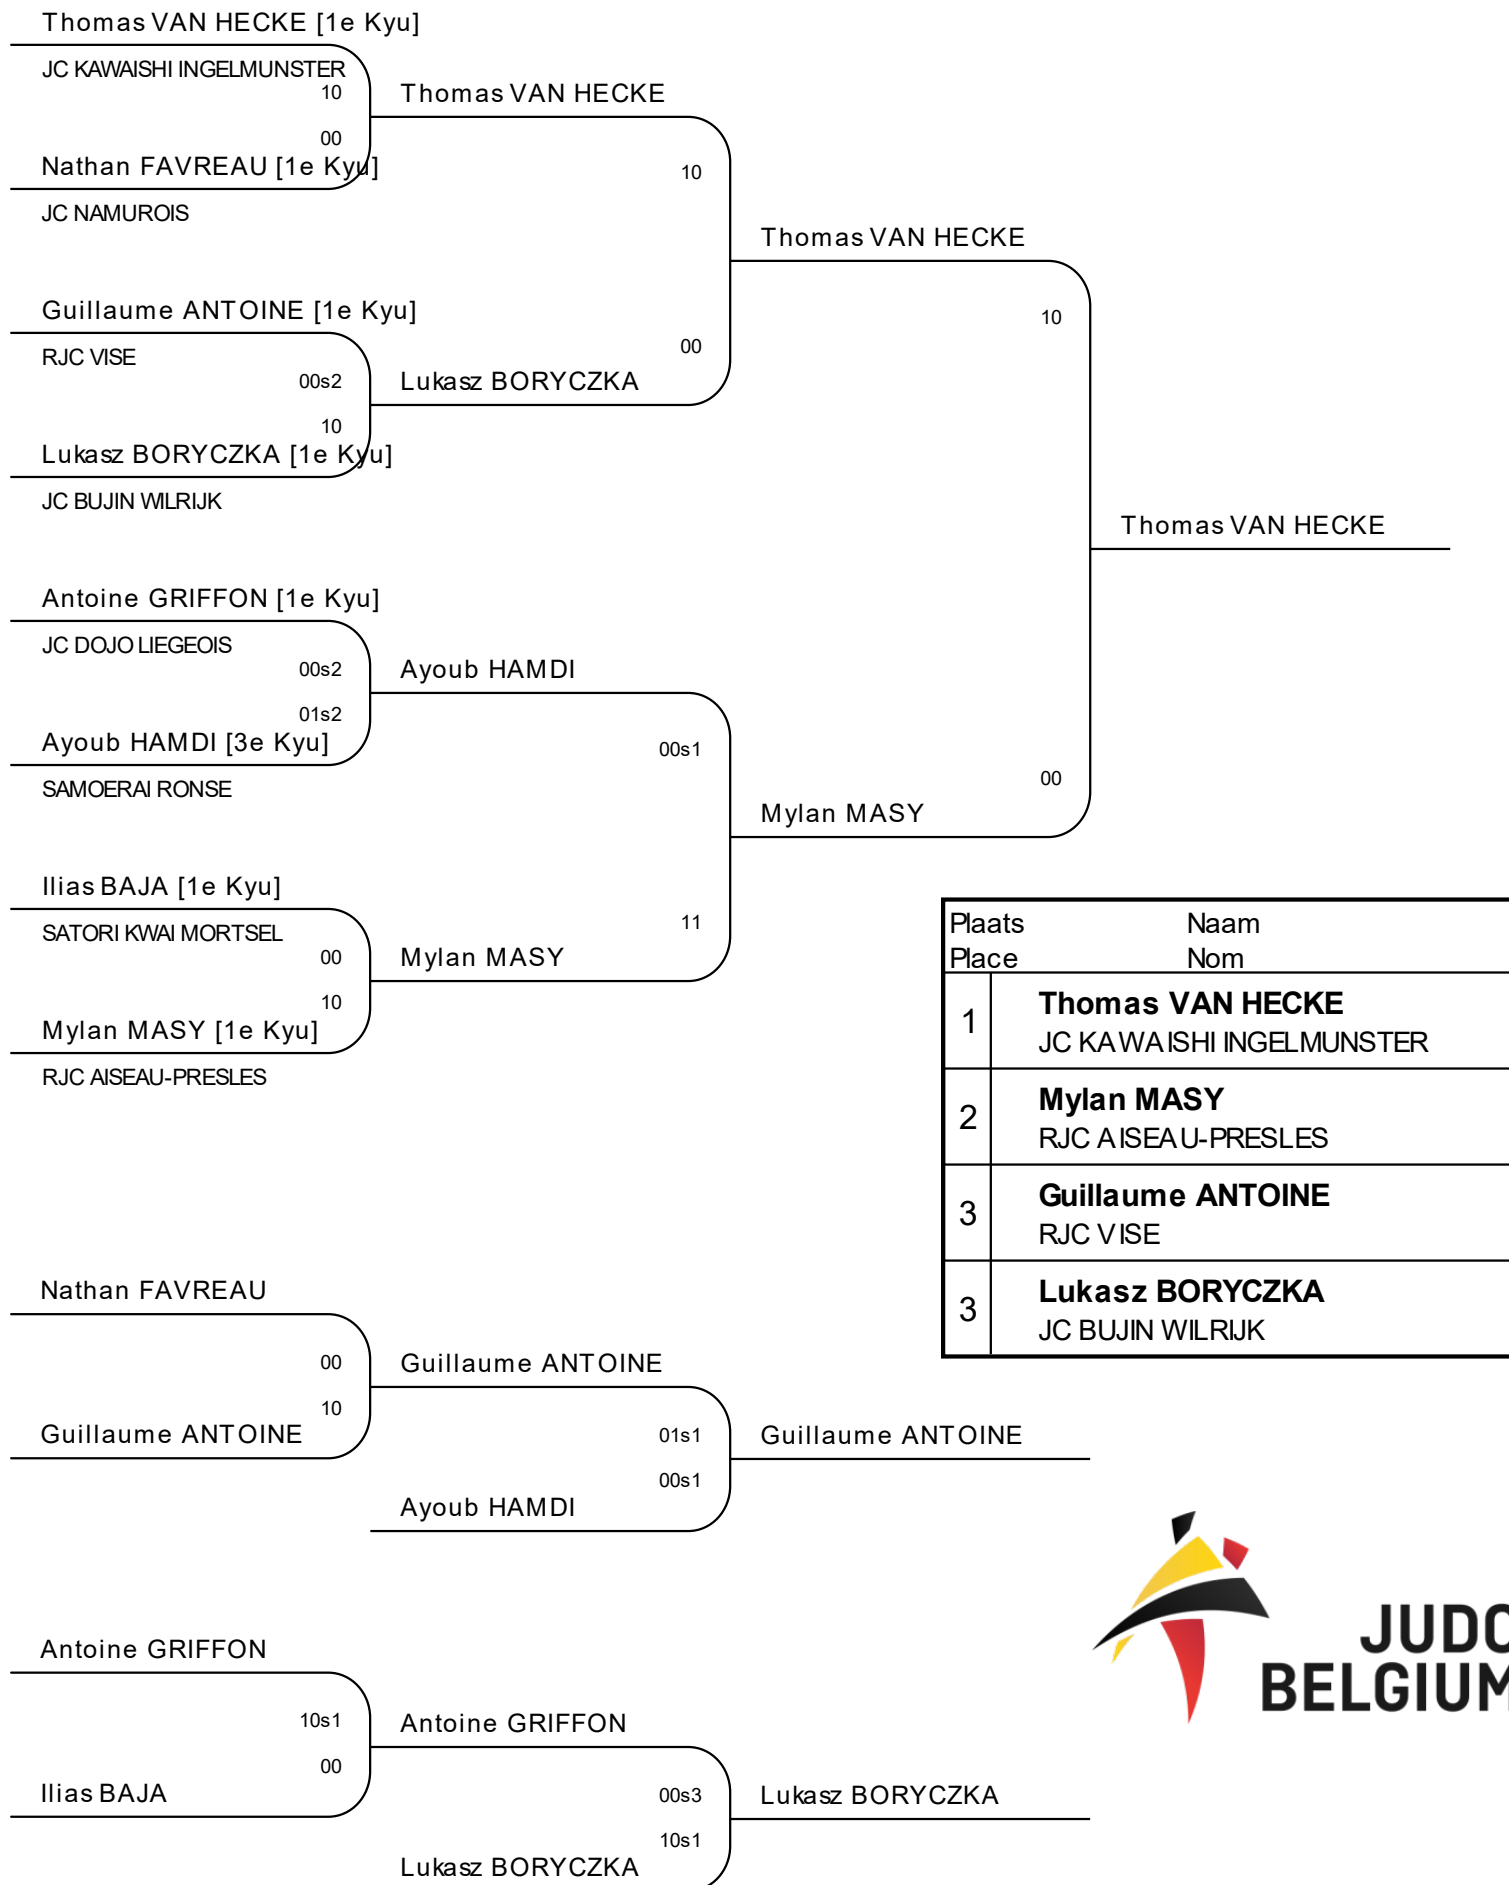 Thomas VAN HECKE [1e Kyu]
JC KAWAISHI INGELMUNSTER
10
Thomas VAN HECKE
00
Nathan FAVREAU [1e Kyu]
10
JC NAMUROIS
Thomas VAN HECKE
Guillaume ANTOINE [1e Kyu]
10
RJC VISE
00
00s2
Lukasz BORYCZKA
10
Lukasz BORYCZKA [1e Kyu]
JC BUJIN WILRIJK
Thomas VAN HECKE
Antoine GRIFFON [1e Kyu]
JC DOJO LIEGEOIS
00s2
Ayoub HAMDI
01s2
Ayoub HAMDI [3e Kyu]
00s1
SAMOERAI RONSE
00
Mylan MASY
Ilias BAJA [1e Kyu]
SATORI KWAI MORTSEL
11
00
Mylan MASY
10
Mylan MASY [1e Kyu]
RJC AISEAU-PRESLES
Plaats Naam
Place Nom
1 Thomas VAN HECKE
JC KAWAISHI INGELMUNSTER
2 Mylan MASY
RJC AISEAU-PRESLES
3 Guillaume ANTOINE
RJC VISE
3 Lukasz BORYCZKA
JC BUJIN WILRIJK
Nathan FAVREAU
00
Guillaume ANTOINE
10
Guillaume ANTOINE
01s1
Guillaume ANTOINE
00s1
Ayoub HAMDI
Antoine GRIFFON
10s1
Antoine GRIFFON
00
Ilias BAJA
00s3
Lukasz BORYCZKA
10s1
Lukasz BORYCZKA
JUDO
BELGIUM